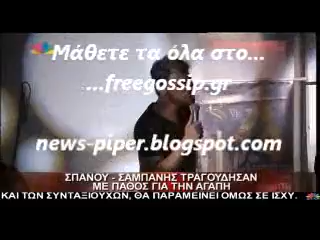 Μάθετε τα όλα στο...
...freegossip.gr
news-piper.blogspot.com
ΣΠΑΝΟΥ - ΣΑΜΠΑΝΗΣ ΤΡΑΓΟΥΔΗΣΑΝ
ΜΕ ΠΑΘΟΣ ΓΙΑ ΤΗΝ ΑΓΑΠΗ
ΚΑΙ ΤΩΝ ΣΥΝΤΑΞΙΟΥΧΩΝ, ΘΑ ΠΑΡΑΜΕΙΝΕΙ ΟΜΩΣ ΣΕ ΙΣΧΥ.